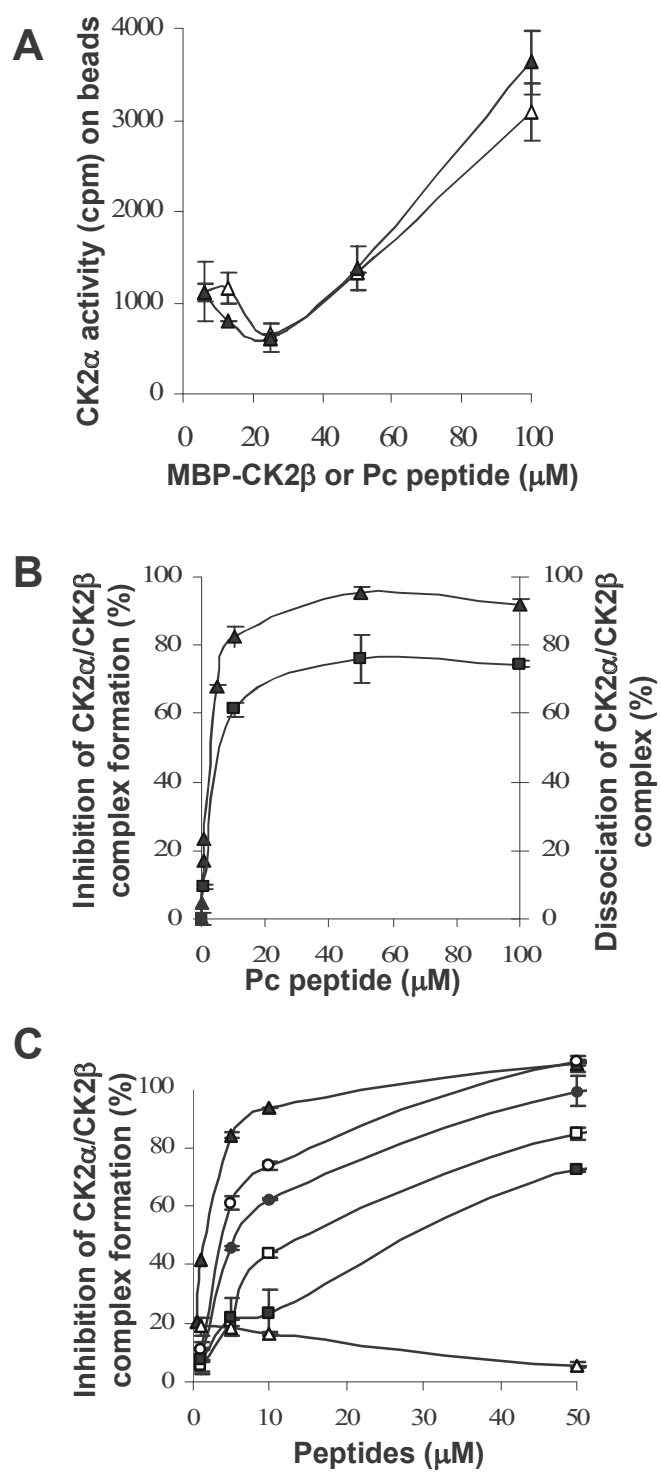 A
CK2α activity (cpm) on beads
4000
3000
2000
1000
0
0 20 40 60 80 100
MBP-CK2β or Pc peptide (μM)
B
Inhibition of CK2α/CK2β
complex formation (%)
100
80
60
40
20
0
100
80
60
40
20
0
Dissociation of CK2α/CK2β
complex (%)
0 20 40 60 80 100
Pc peptide (μM)
C
Inhibition of CK2α/CK2β
complex formation (%)
100
80
60
40
20
0
0 10 20 30 40 50
Peptides (μM)